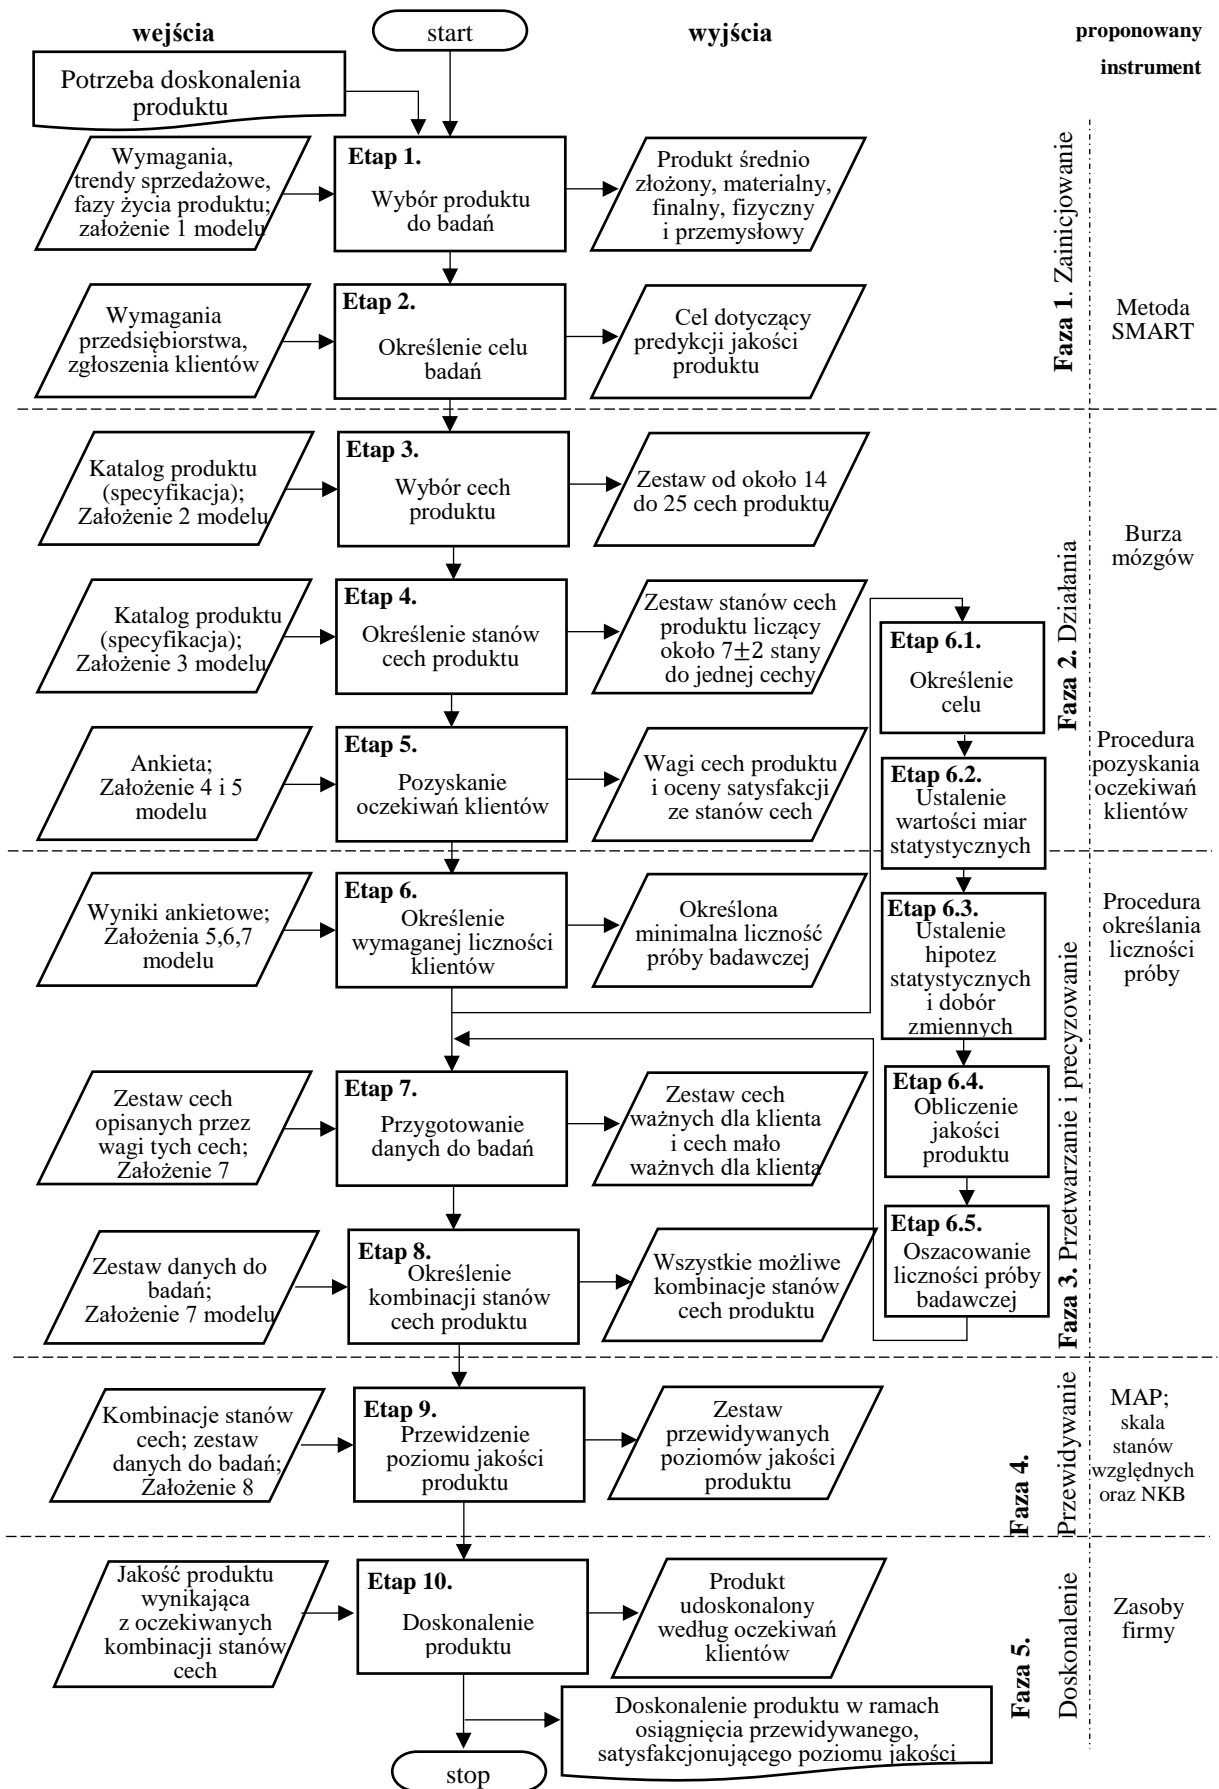 wejścia
start
wyjścia
proponowany
instrument
Potrzeba doskonalenia
produktu
Wymagania,
trendy sprzedażowe,
fazy życia produktu;
założenie 1 modelu
Etap 1.
Wybór produktu
do badań
Produkt średnio
złożony, materialny,
finalny, fizyczny
i przemysłowy
Faza 1. Zainicjowanie
Wymagania
przedsiębiorstwa,
zgłoszenia klientów
Etap 2.
Określenie celu
badań
Cel dotyczący
predykcji jakości
produktu
Metoda
SMART
Katalog produktu
(specyfikacja);
Założenie 2 modelu
Etap 3.
Wybór cech
produktu
Zestaw od około 14
do 25 cech produktu
Burza
mózgów
Faza 2. Działania
Katalog produktu
(specyfikacja);
Założenie 3 modelu
Etap 4.
Określenie stanów
cech produktu
Zestaw stanów cech
produktu liczący
około 7±2 stany
do jednej cechy
Etap 6.1.
Określenie
celu
Ankieta;
Założenie 4 i 5
modelu
Etap 5.
Pozyskanie
oczekiwań klientów
Wagi cech produktu
i oceny satysfakcji
ze stanów cech
Etap 6.2.
Ustalenie
wartości miar
statystycznych
Procedura
pozyskania
oczekiwań
klientów
Wyniki ankietowe;
Założenia 5,6,7
modelu
Etap 6.
Określenie
wymaganej liczności
klientów
Określona
minimalna liczność
próby badawczej
Etap 6.3.
Ustalenie
hipotez
statystycznych
i dobór
zmiennych
Procedura
określania
liczności
próby
Faza 3. Przetwarzanie i precyzowanie
Zestaw cech
opisanych przez
wagi tych cech;
Założenie 7
Etap 7.
Przygotowanie
danych do badań
Zestaw cech
ważnych dla klienta
i cech mało
ważnych dla klienta
Etap 6.4.
Obliczenie
jakości
produktu
Zestaw danych do
badań;
Założenie 7 modelu
Etap 8.
Określenie
kombinacji stanów
cech produktu
Wszystkie możliwe
kombinacje stanów
cech produktu
Etap 6.5.
Oszacowanie
liczności próby
badawczej
Kombinacje stanów
cech; zestaw
danych do badań;
Założenie 8
Etap 9.
Przewidzenie
poziomu jakości
produktu
Zestaw
przewidywanych
poziomów jakości
produktu
Faza 4.
Przewidywanie
MAP;
skala
stanów
względnych
oraz NKB
Jakość produktu
wynikająca
z oczekiwanych
kombinacji stanów
cech
Etap 10.
Doskonalenie
produktu
Produkt
udoskonalony
według oczekiwań
klientów
Faza 5.
Doskonalenie
Zasoby
firmy
Doskonalenie produktu w ramach
osiągnięcia przewidywanego,
satysfakcjonującego poziomu jakości
stop